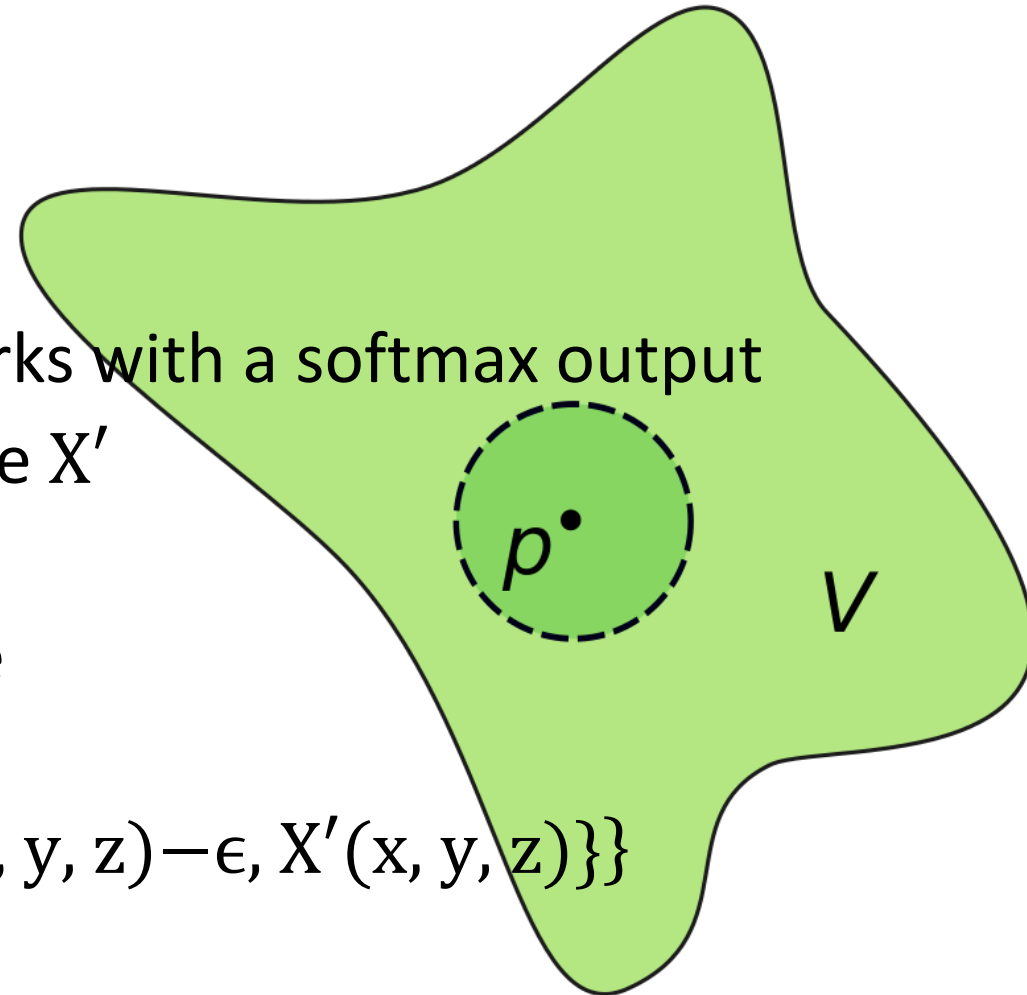 rks with a softmax output
e X′
p
V
e
, y, z)−ϵ, X′(x, y, z)}}